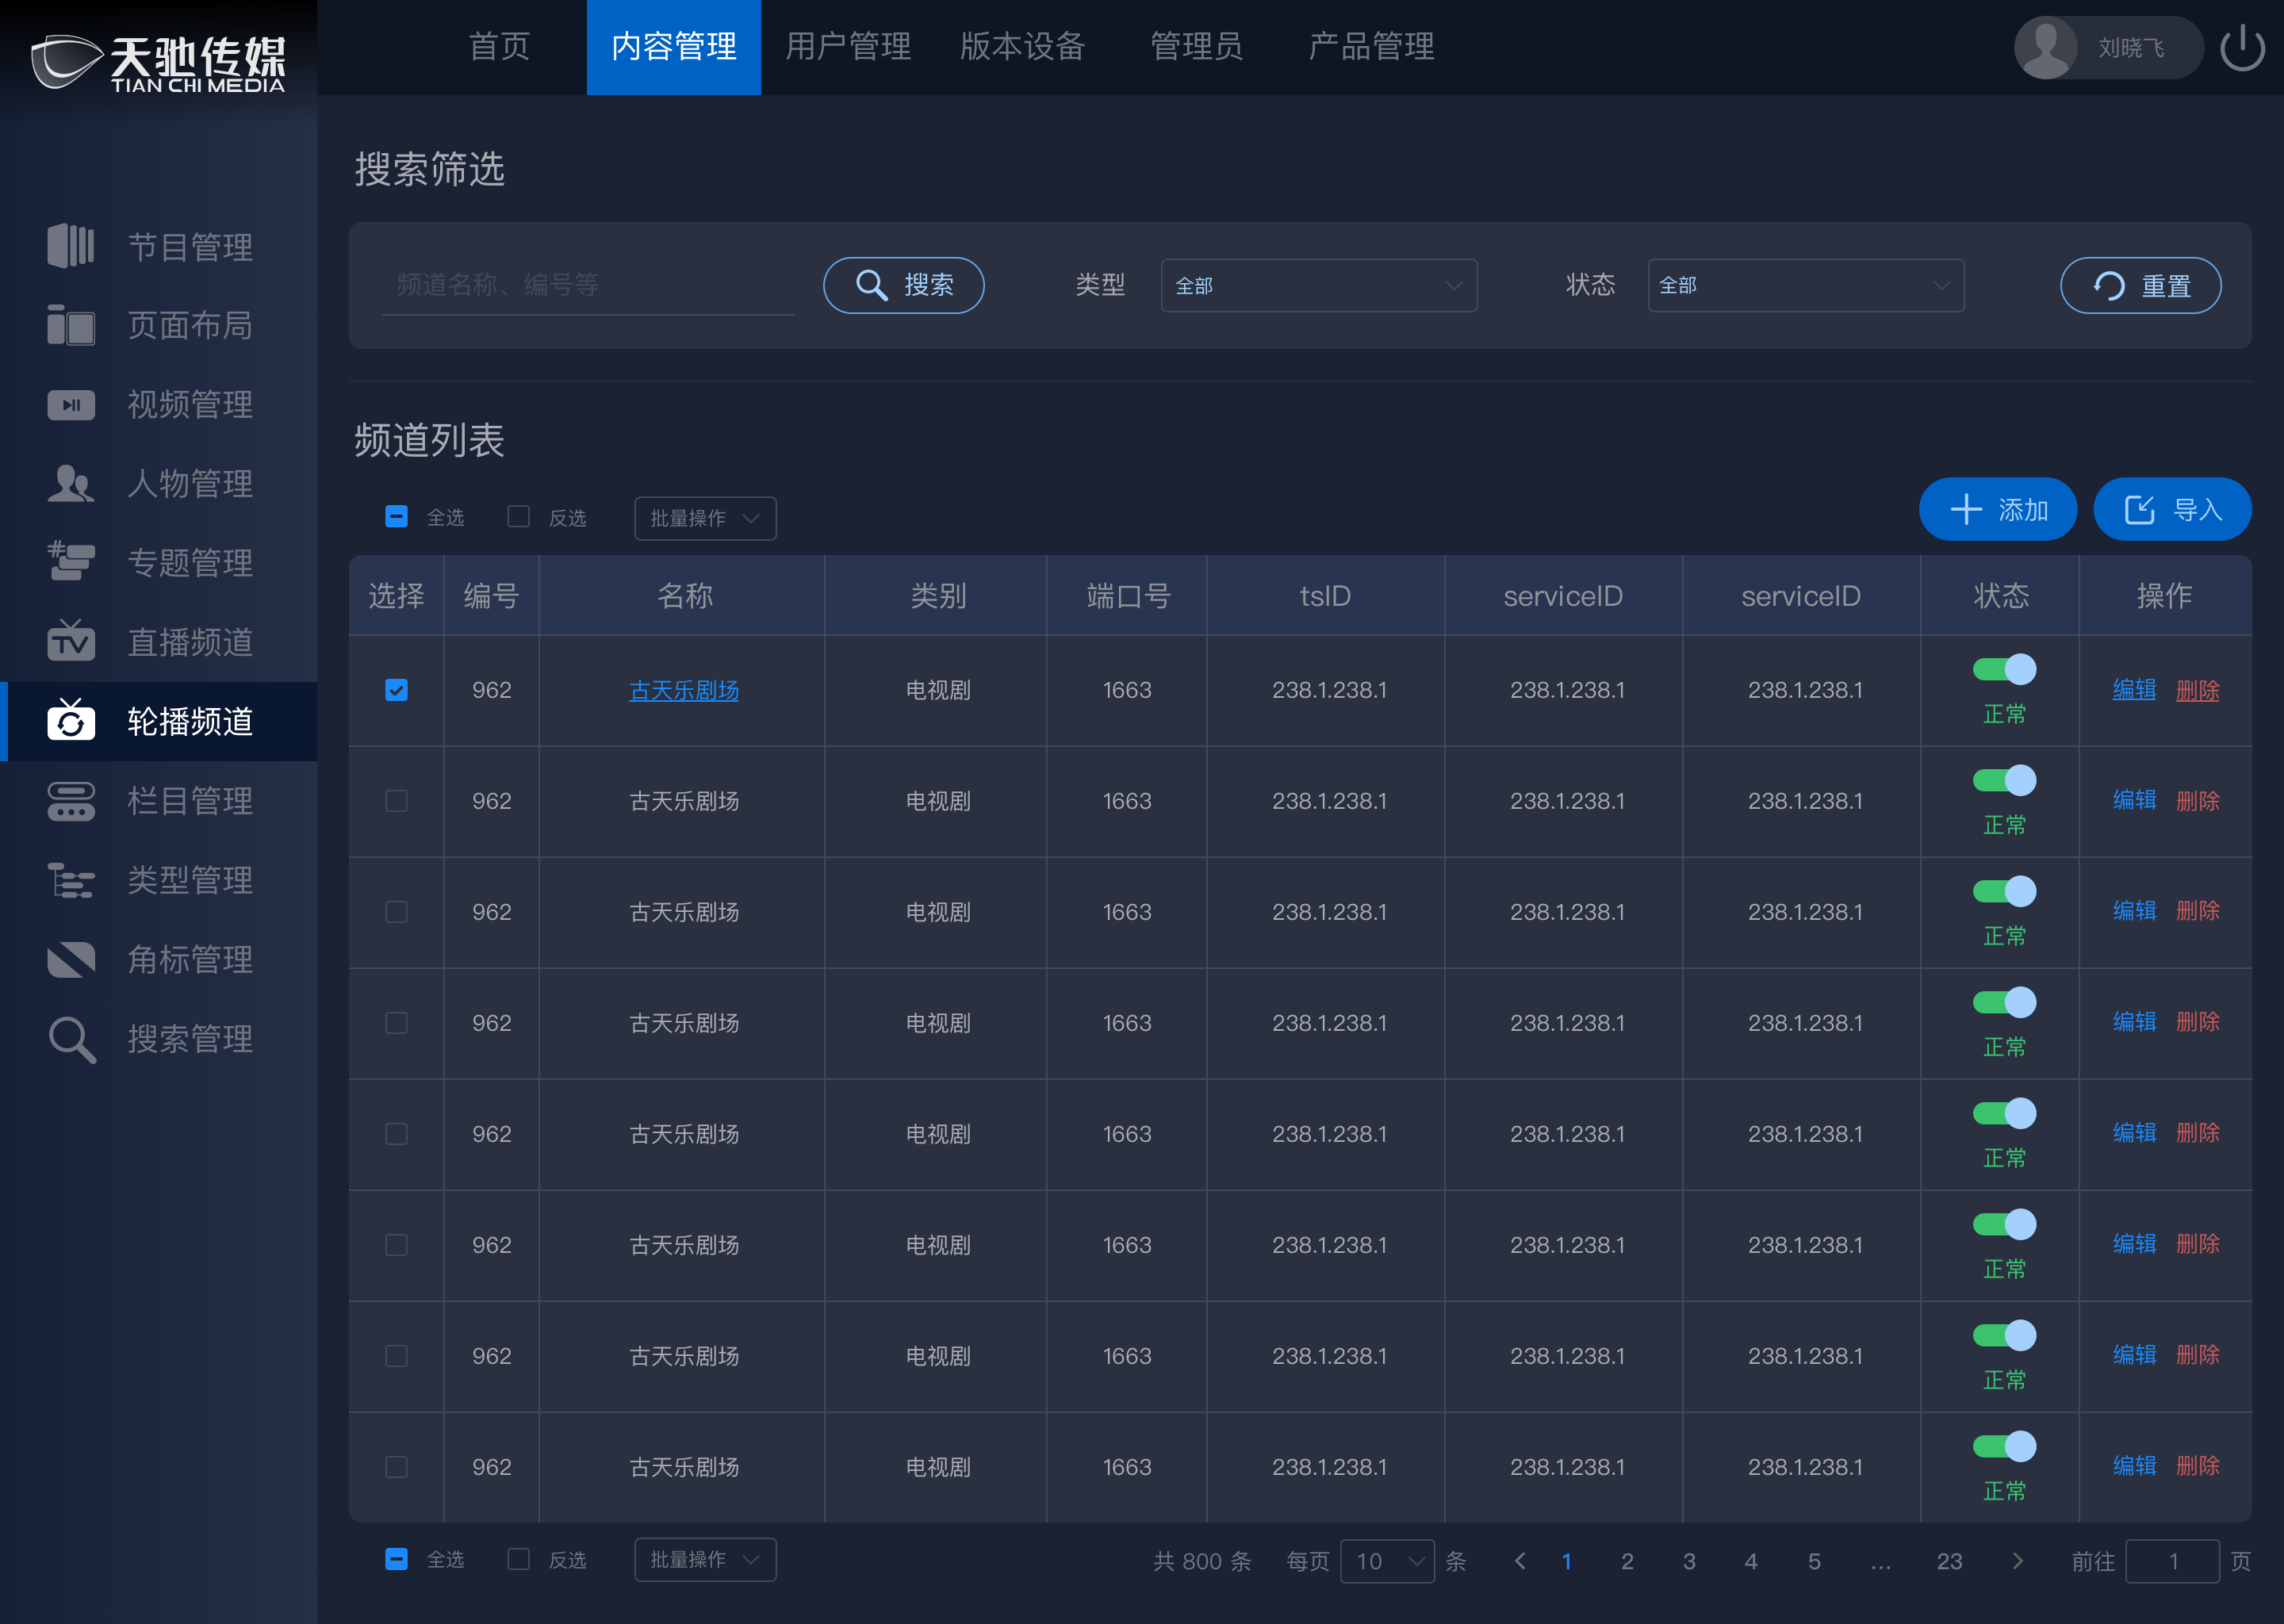 天驰传媒
TIAN CHI MEDIA
首页 内容管理 用户管理 版本设备 管理员 产品管理 刘晓飞
节目管理
页面布局
视频管理
人物管理
专题管理
TV 直播频道
轮播频道
栏目管理
类型管理
角标管理
搜索管理
搜索筛选
频道名称、编号等 搜索 类型 全部 状态 全部 重置
频道列表
全选 反选 批量操作 添加 导入
选择 编号 名称 类别 端口号 tsID serviceID serviceID 状态 操作
962 古天乐剧场 电视剧 1663 238.1.238.1 238.1.238.1 238.1.238.1 正常 编辑 删除
962 古天乐剧场 电视剧 1663 238.1.238.1 238.1.238.1 238.1.238.1 正常 编辑 删除
962 古天乐剧场 电视剧 1663 238.1.238.1 238.1.238.1 238.1.238.1 正常 编辑 删除
962 古天乐剧场 电视剧 1663 238.1.238.1 238.1.238.1 238.1.238.1 正常 编辑 删除
962 古天乐剧场 电视剧 1663 238.1.238.1 238.1.238.1 238.1.238.1 正常 编辑 删除
962 古天乐剧场 电视剧 1663 238.1.238.1 238.1.238.1 238.1.238.1 正常 编辑 删除
962 古天乐剧场 电视剧 1663 238.1.238.1 238.1.238.1 238.1.238.1 正常 编辑 删除
962 古天乐剧场 电视剧 1663 238.1.238.1 238.1.238.1 238.1.238.1 正常 编辑 删除
全选 反选 批量操作 共 800 条 每页 10 条 1 2 3 4 5 ... 23 前往 1 页